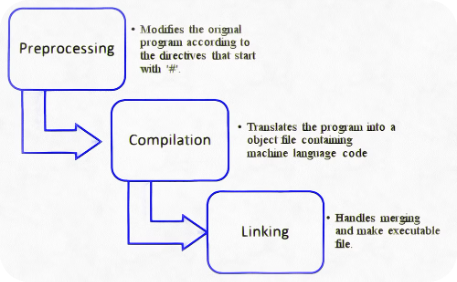 Preprocessing
• Modifies the orignal
program according to
the directives that start
with '#'.
Compilation
• Translates the program into a
object file containing
machine language code
Linking
• Handles merging
and make executable
file.